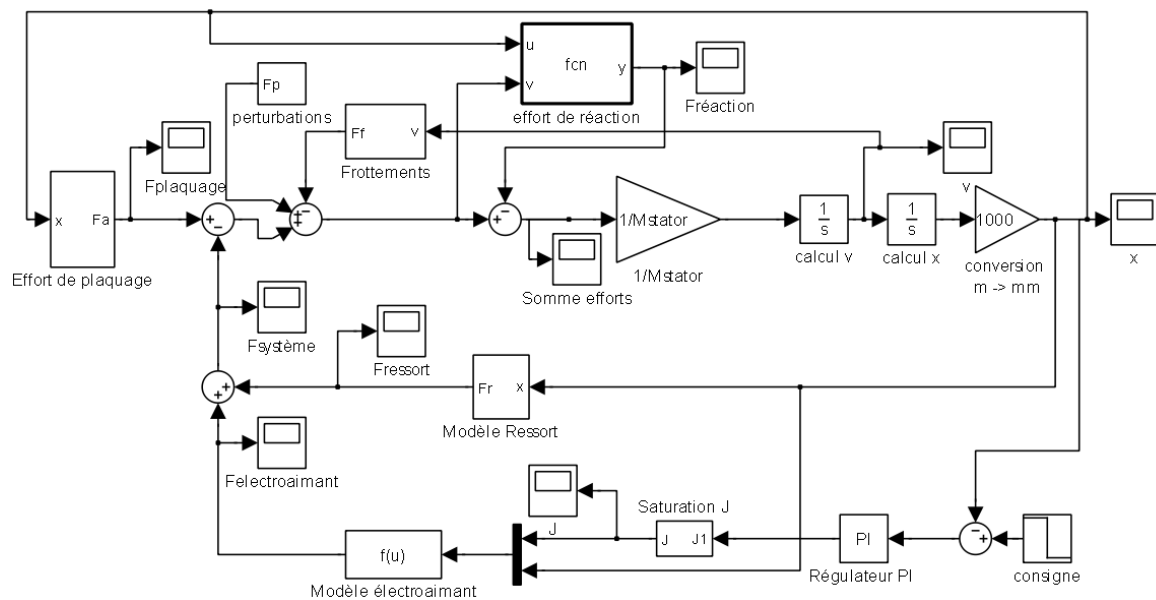 u
fcn
y
v
effort de réaction
Fréaction
Fp
perturbations
Ff
v
Frottements
Fplaquage
v
x
Fa
Effort de plaquage
+
−
−
+
+
+
−
1/Mstator
1/Mstator
Somme efforts
1
s
calcul v
1
s
calcul x
1000
conversion
m -> mm
x
Fsystème
Fressort
+
+
Fr
x
Modèle Ressort
Felectroaimant
J
Saturation J
J
J1
PI
Régulateur PI
−
+
consigne
f(u)
Modèle électroaimant